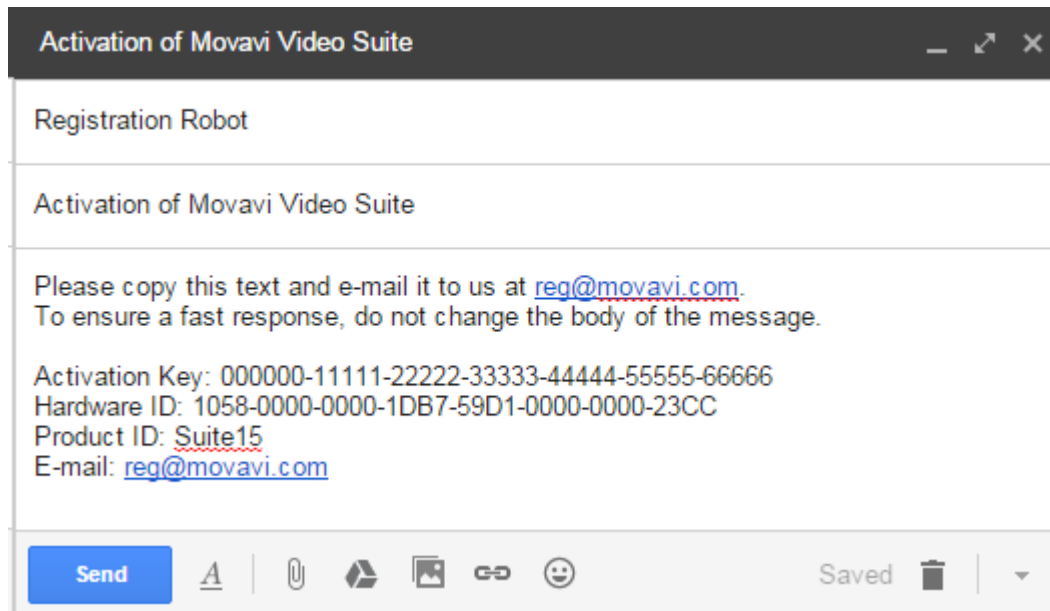 Activation of Movavi Video Suite
Registration Robot
Activation of Movavi Video Suite
Please copy this text and e-mail it to us at reg@movavi.com.
To ensure a fast response, do not change the body of the message.
Activation Key: 000000-11111-22222-33333-44444-55555-66666
Hardware ID: 1058-0000-0000-1DB7-59D1-0000-0000-23CC
Product ID: Suite15
E-mail: reg@movavi.com
Send A Saved